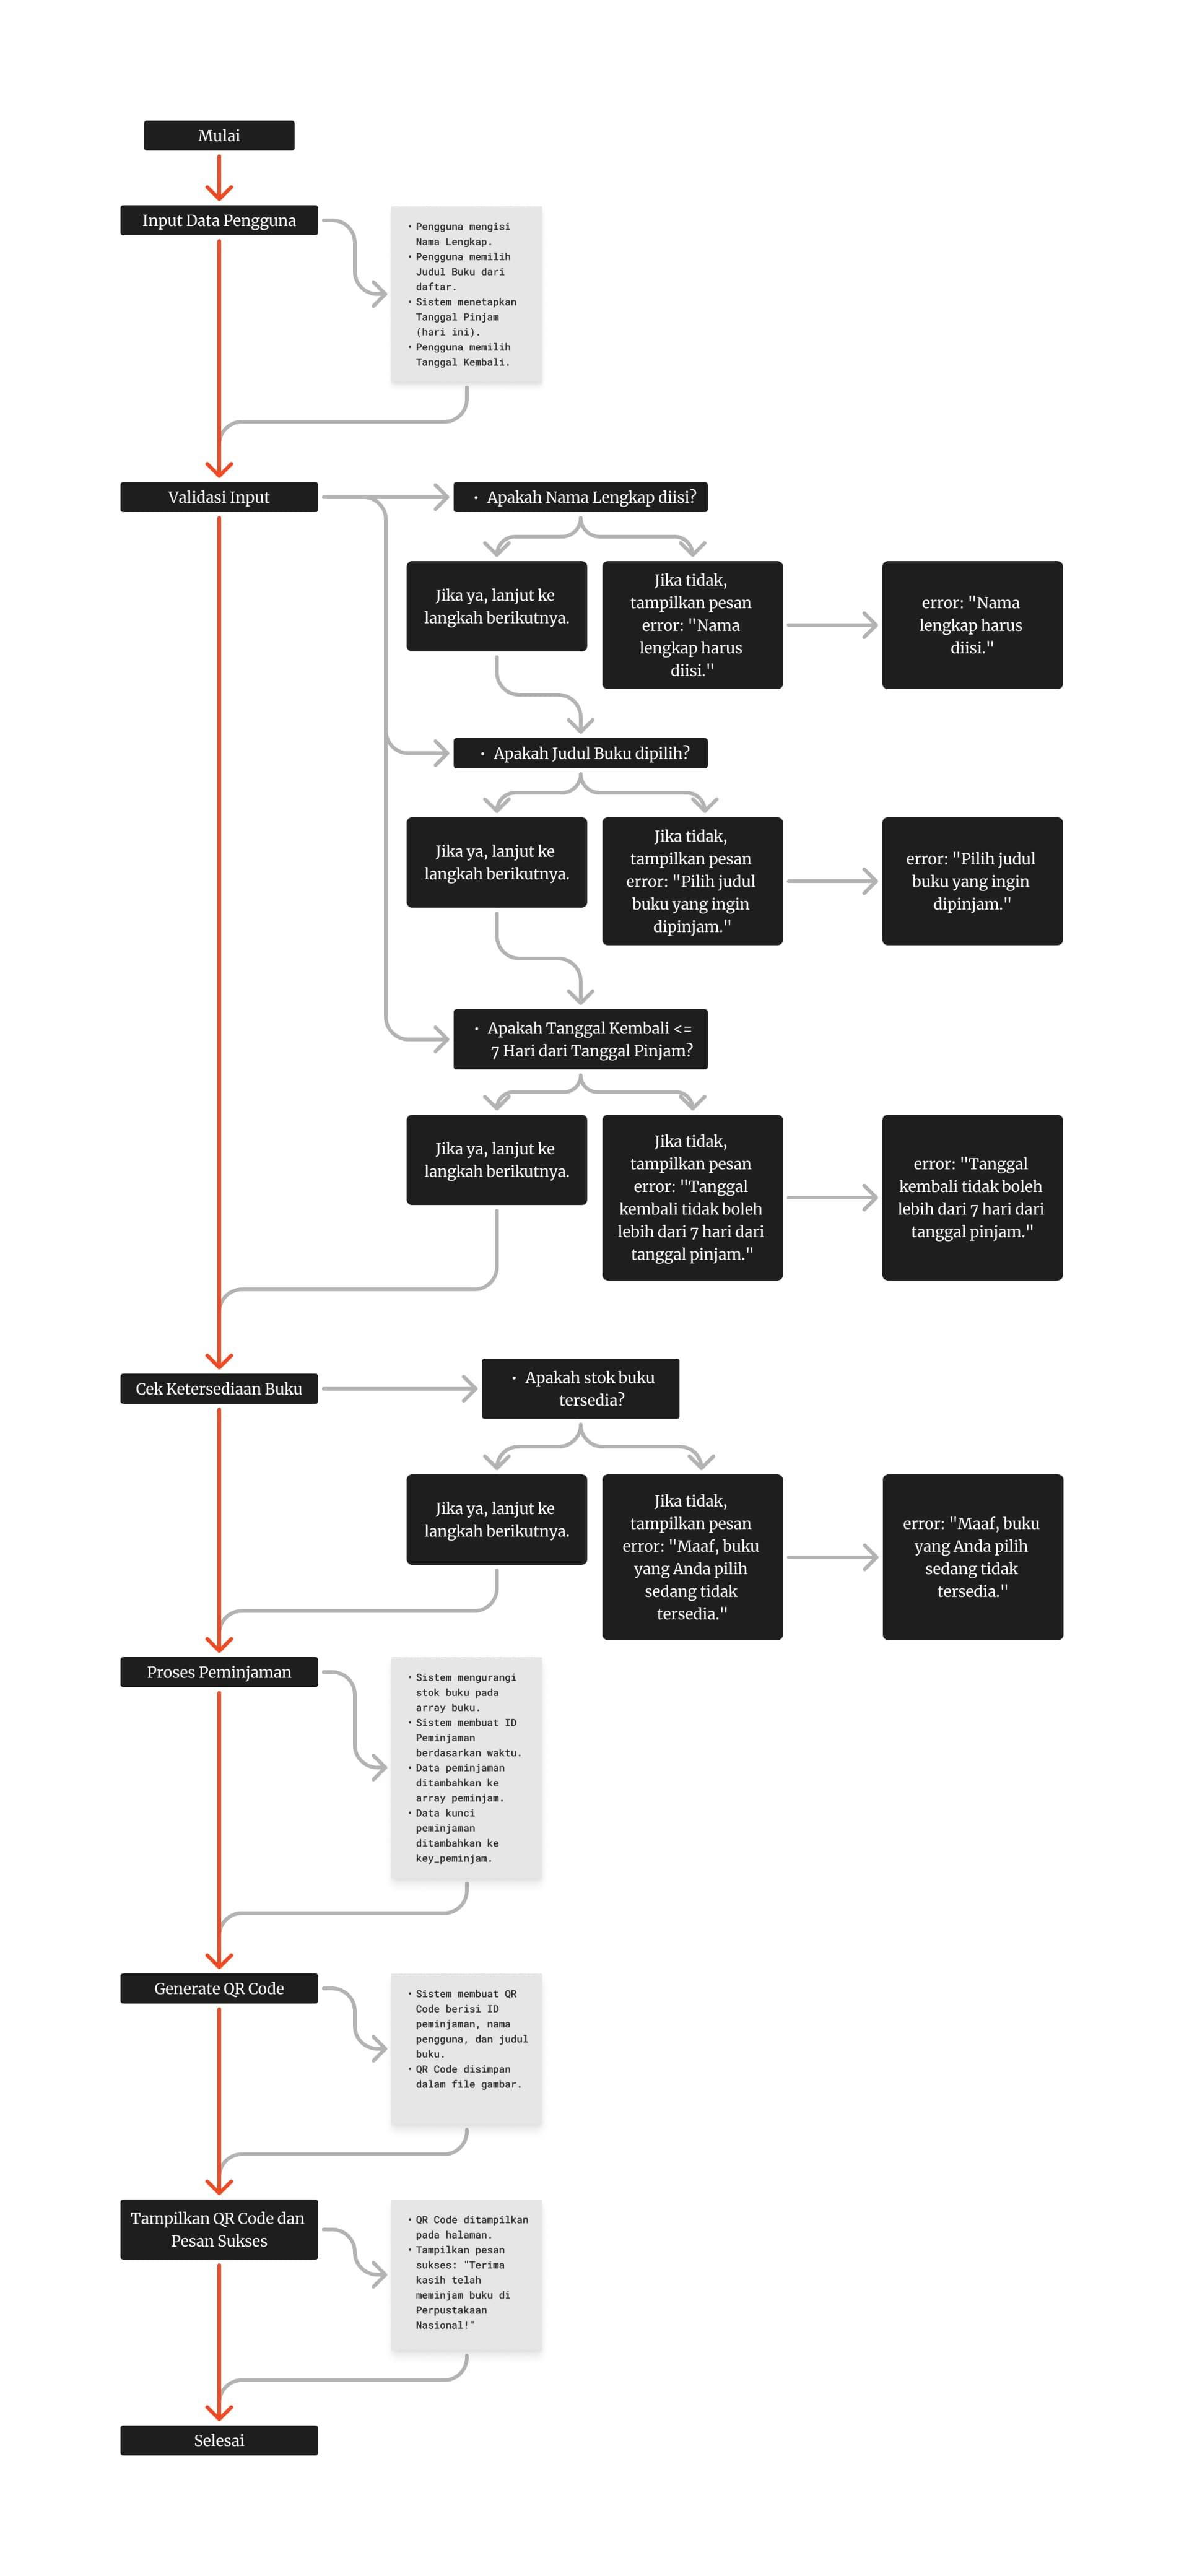 Mulai
Input Data Pengguna
• Pengguna mengisi
Nama Lengkap.
• Pengguna memilih
Judul Buku dari
daftar.
• Sistem menetapkan
Tanggal Pinjam
(hari ini).
• Pengguna memilih
Tanggal Kembali.
Validasi Input
• Apakah Nama Lengkap diisi?
Jika ya, lanjut ke
langkah berikutnya.
Jika tidak,
tampilkan pesan
error: "Nama
lengkap harus
diisi."
error: "Nama
lengkap harus
diisi."
• Apakah Judul Buku dipilih?
Jika ya, lanjut ke
langkah berikutnya.
Jika tidak,
tampilkan pesan
error: "Pilih judul
buku yang ingin
dipinjam."
error: "Pilih judul
buku yang ingin
dipinjam."
• Apakah Tanggal Kembali <=
7 Hari dari Tanggal Pinjam?
Jika ya, lanjut ke
langkah berikutnya.
Jika tidak,
tampilkan pesan
error: "Tanggal
kembali tidak boleh
lebih dari 7 hari dari
tanggal pinjam."
error: "Tanggal
kembali tidak boleh
lebih dari 7 hari dari
tanggal pinjam."
Cek Ketersediaan Buku
• Apakah stok buku
tersedia?
Jika ya, lanjut ke
langkah berikutnya.
Jika tidak,
tampilkan pesan
error: "Maaf, buku
yang Anda pilih
sedang tidak
tersedia."
error: "Maaf, buku
yang Anda pilih
sedang tidak
tersedia."
Proses Peminjaman
• Sistem mengurangi
stok buku pada
array buku.
• Sistem membuat ID
Peminjaman
berdasarkan waktu.
• Data peminjaman
ditambahkan ke
array peminjam.
• Data kunci
peminjaman
ditambahkan ke
key_peminjam.
Generate QR Code
• Sistem membuat QR
Code berisi ID
peminjaman, nama
pengguna, dan judul
buku.
• QR Code disimpan
dalam file gambar.
Tampilkan QR Code dan
Pesan Sukses
• QR Code ditampilkan
pada halaman.
• Tampilkan pesan
sukses: "Terima
kasih telah
meminjam buku di
Perpustakaan
Nasional!"
Selesai